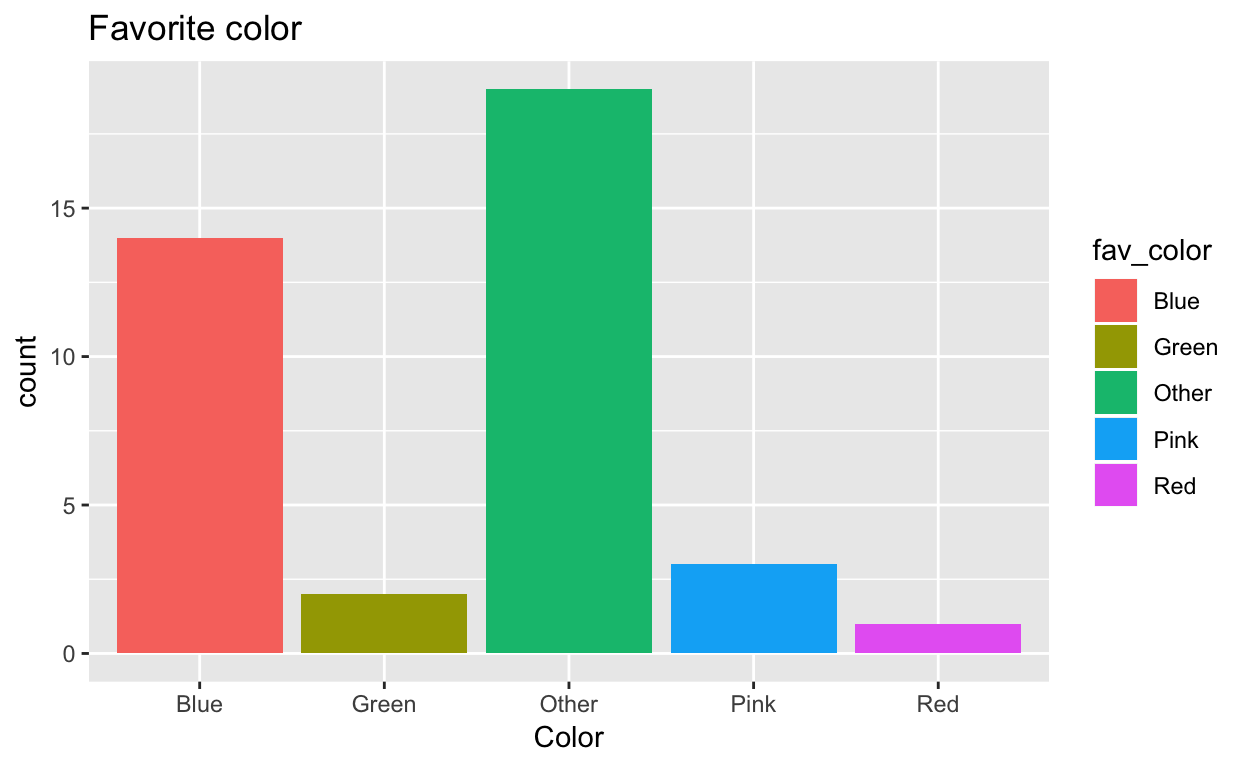 Favorite color
15
10
5
0
count
Blue
Green
Other
Pink
Red
Color
fav_color
Blue
Green
Other
Pink
Red